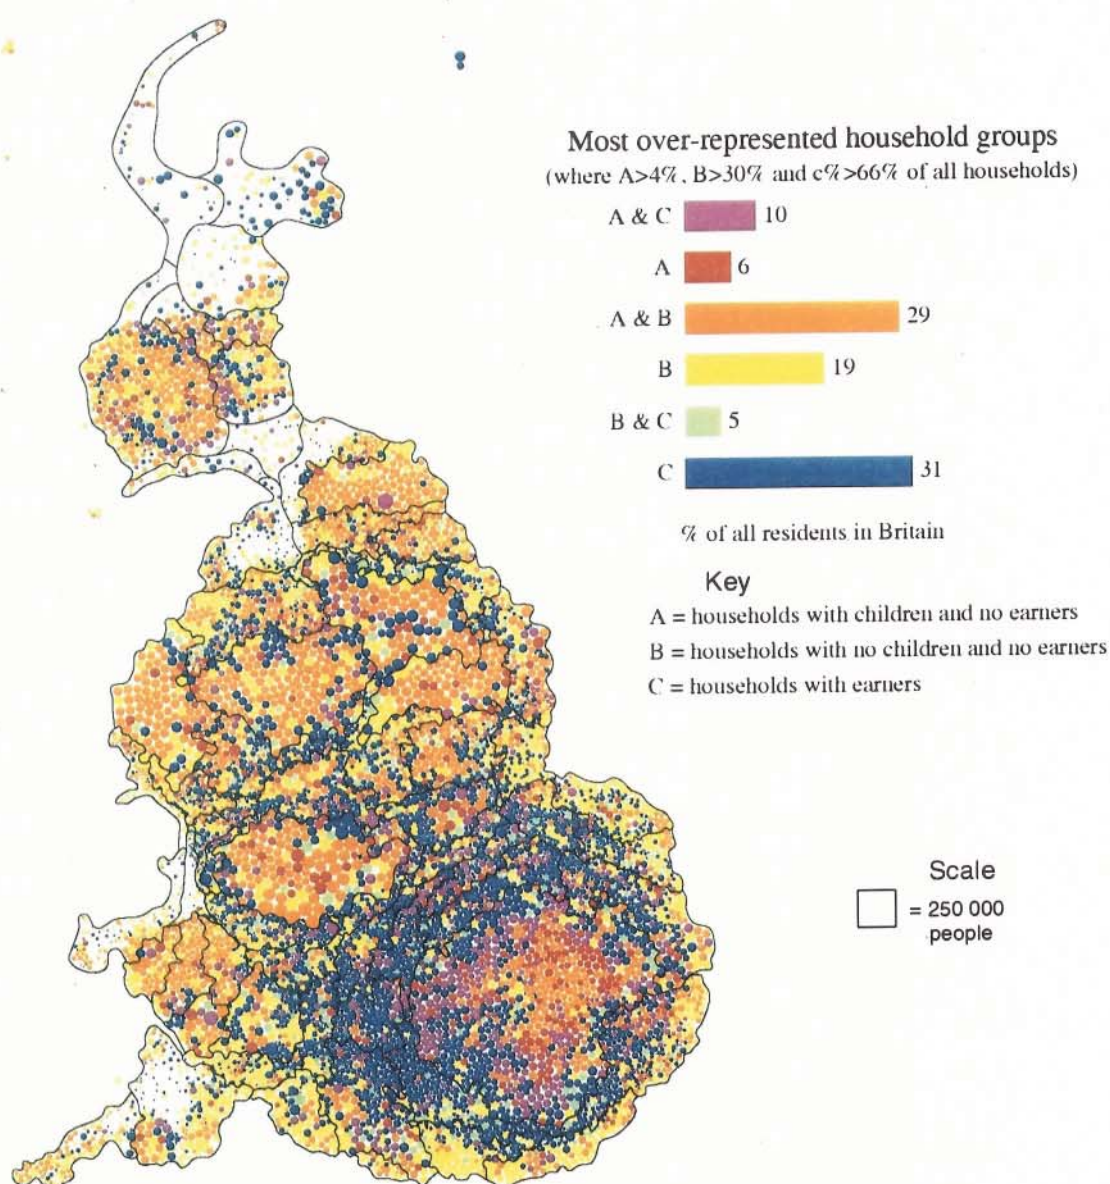 Most over-represented household groups
(where A>4%, B>30% and c%>66% of all households)
A & C 10
A 6
A & B 29
B 19
B & C 5
C 31
% of all residents in Britain
Key
A = households with children and no earners
B = households with no children and no earners
C = households with earners
Scale
= 250 000
people